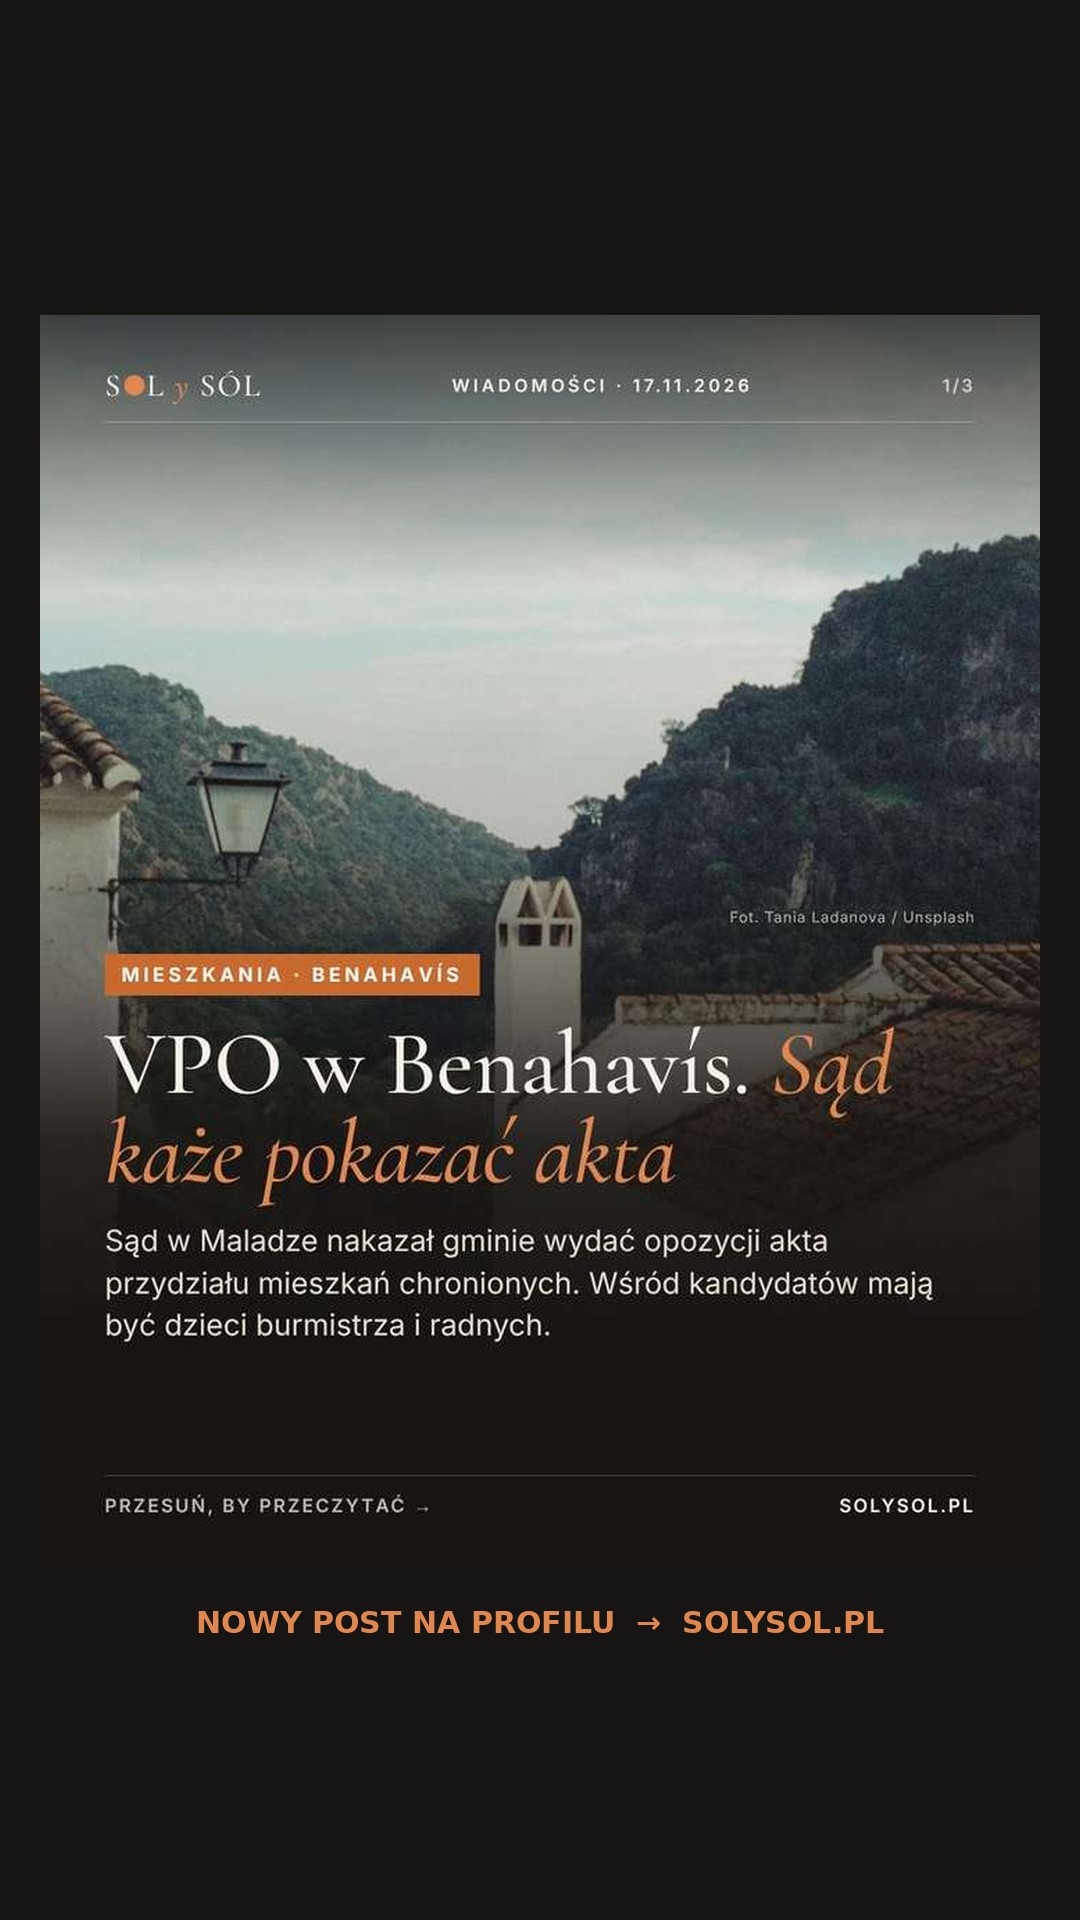 SOL y SÓL
WIADOMOŚCI · 17.11.2026
1/3
Fot. Tania Ladanova / Unsplash
MIESZKANIA · BENAHAVÍS
VPO w Benahavís. Sąd
każe pokazać akta
Sąd w Maladze nakazał gminie wydać opozycji akta
przydziału mieszkań chronionych. Wśród kandydatów mają
być dzieci burmistrza i radnych.
PRZESUŃ, BY PRZECZYTAĆ →
SOLYSOL.PL
NOWY POST NA PROFILU → SOLYSOL.PL